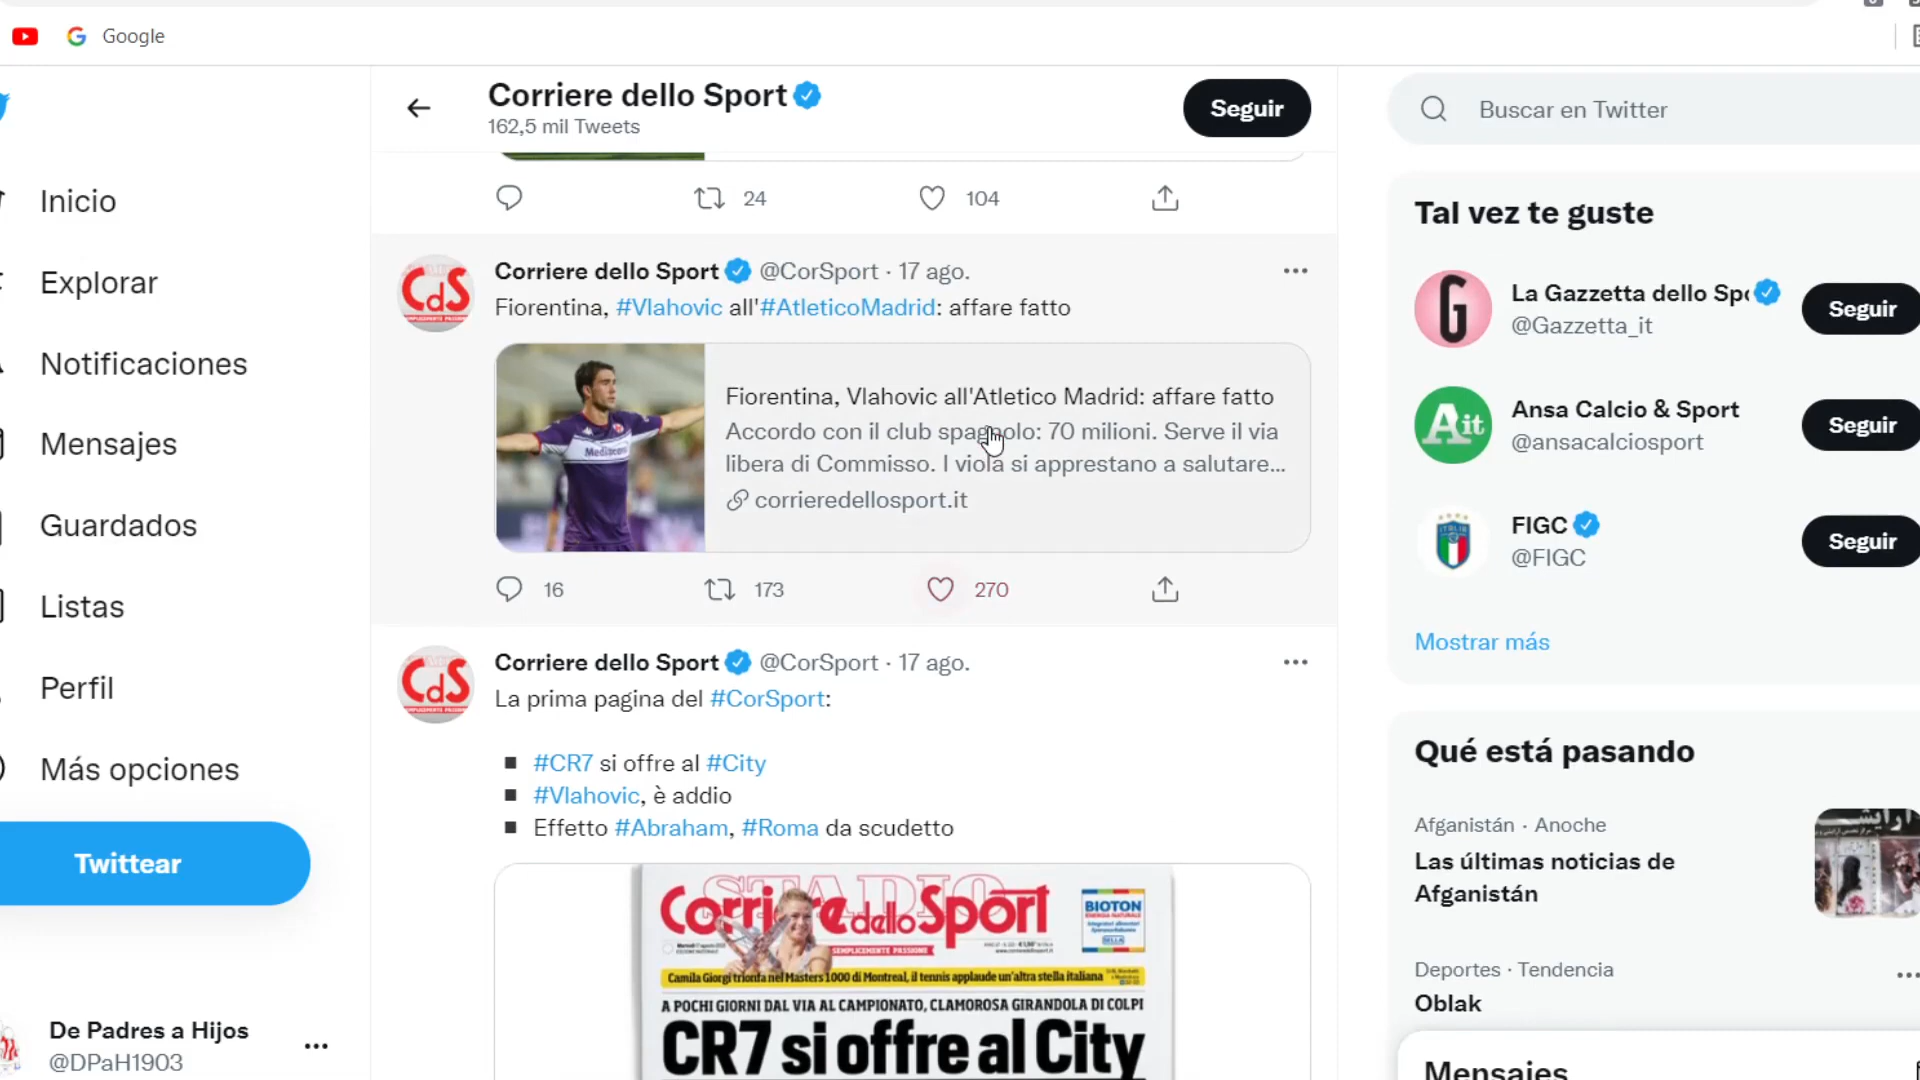 Google
Corriere dello Sport
162,5 mil Tweets
Seguir
Buscar en Twitter
Inicio
Explorar
Notificaciones
Mensajes
Guardados
Listas
Perfil
Más opciones
Twittear
De Padres a Hijos
@DPaH1903
24
104
CdS
Corriere dello Sport @CorSport · 17 ago.
Fiorentina, #Vlahovic all'#AtleticoMadrid: affare fatto
Fiorentina, Vlahovic all'Atletico Madrid: affare fatto
Accordo con il club spagnolo: 70 milioni. Serve il via
libera di Commisso. I viola si apprestano a salutare...
corrieredellosport.it
16
173
270
CdS
Corriere dello Sport @CorSport · 17 ago.
La prima pagina del #CorSport:
#CR7 si offre al #City
#Vlahovic, è addio
Effetto #Abraham, #Roma da scudetto
STADIO
Corriere dello Sport
SEMPLICEMENTE PASSIONE
BIOTON
Camila Giorgi trionfa nel Masters 1000 di Montreal, il tennis applaude un'altra stella italiana
A POCHI GIORNI DAL VIA AL CAMPIONATO, CLAMOROSA GIRANDOLA DI COLPI
CR7 si offre al City
Tal vez te guste
G
La Gazzetta dello Spo
@Gazzetta_it
Seguir
Ait
Ansa Calcio & Sport
@ansacalciosport
Seguir
FIGC
@FIGC
Seguir
Mostrar más
Qué está pasando
Afganistán · Anoche
Las últimas noticias de
Afganistán
Deportes · Tendencia
Oblak
Mensajes